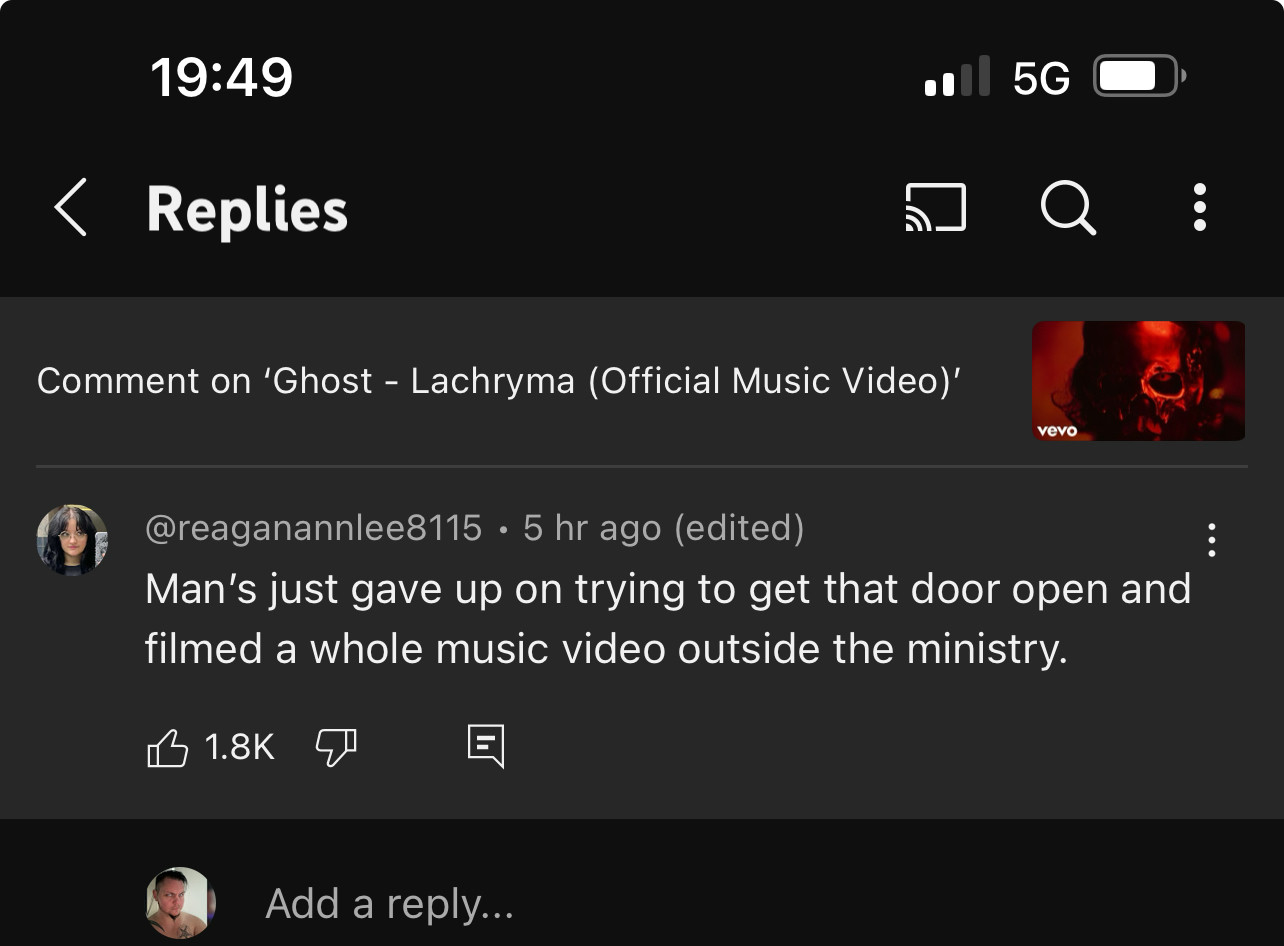 19:49
5G
Replies
Comment on ‘Ghost - Lachryma (Official Music Video)’
vevo
@reaganannlee8115 • 5 hr ago (edited)
Man’s just gave up on trying to get that door open and
filmed a whole music video outside the ministry.
1.8K
Add a reply...